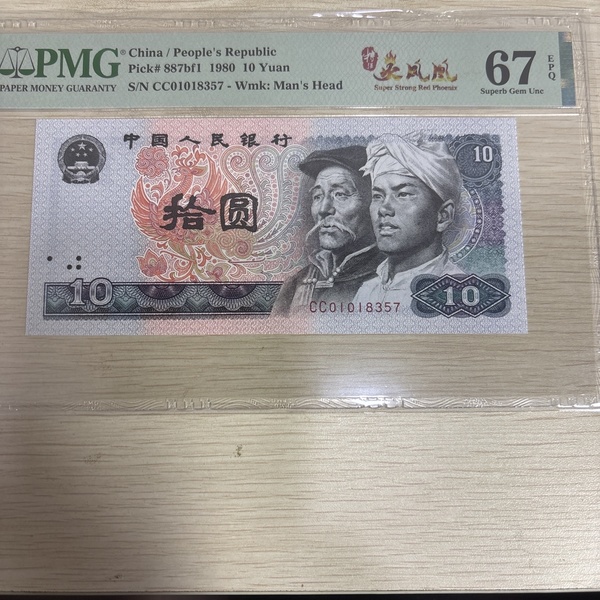 PMG
PAPER MONEY GUARANTY
China / People's Republic
Pick# 887bf1 1980 10 Yuan
S/N CC01018357 - Wmk: Man's Head
凤凰
Super Strong Red Phoenix
67
EPQ
Superb Gem Unc
中国人民银行
10
拾圆
10
CC01018357
10